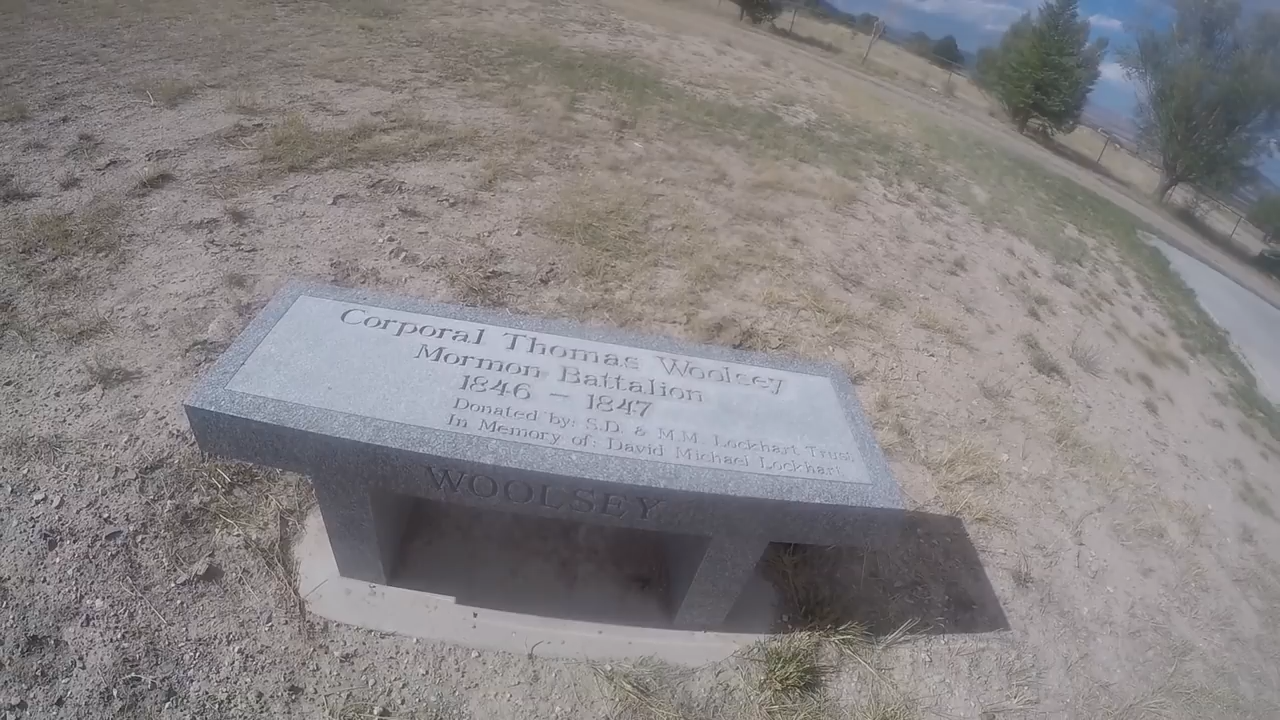 Corporal Thomas Woolsey
Mormon Battalion
1846 - 1847
Donated by: S.D. & M.M. Lockhart Trust
In Memory of: David Michael Lockhart
WOOLSEY